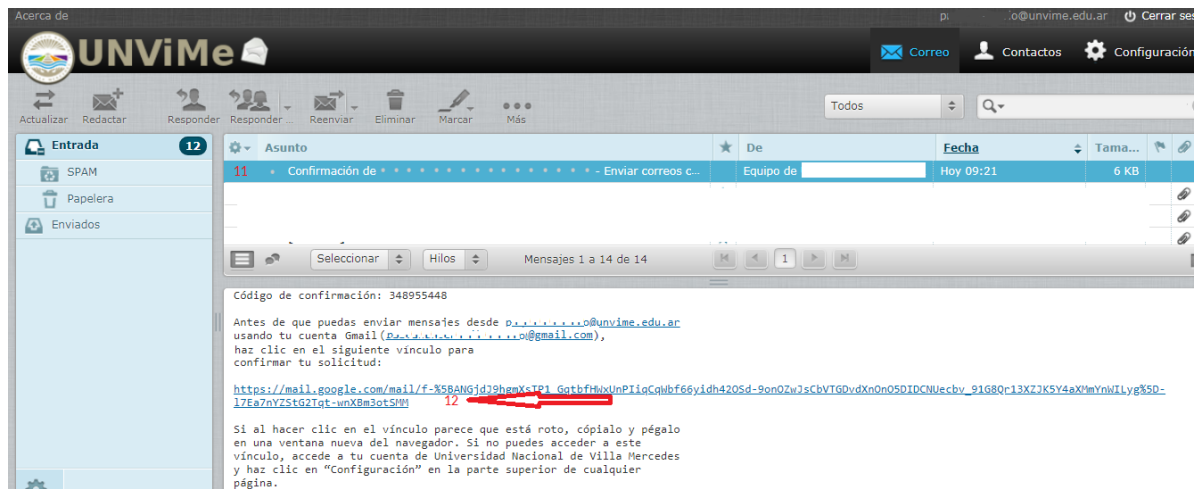 Acerca de
@unvime.edu.ar Cerrar ses
UNViMe
Correo Contactos Configuración
Actualizar Redactar Responder Responder ... Reenviar Eliminar Marcar Más
Todos
Entrada 12
SPAM
Papelera
Enviados
Asunto De Fecha Tama...
11 Confirmación de - Enviar correos c... Equipo de Hoy 09:21 6 KB
Seleccionar Hilos Mensajes 1 a 14 de 14 1
Código de confirmación: 348955448
Antes de que puedas enviar mensajes desde @unvime.edu.ar
usando tu cuenta Gmail( @gmail.com),
haz clic en el siguiente vínculo para
confirmar tu solicitud:
https://mail.google.com/mail/f-%5BANGjdJ9hgmXsTP1_GqtbfHWxUnPIiqCqWbf66yidh42OSd-9onOZwJsCbVTGDvdXnOnO5DIDCNUecbv_91G8Qr13XZJK5Y4aXMmYnWILyg%5D-
l7Ea7nYZStG2Tqt-wnXBm3otSMM 12
Si al hacer clic en el vínculo parece que está roto, cópialo y pégalo
en una ventana nueva del navegador. Si no puedes acceder a este
vínculo, accede a tu cuenta de Universidad Nacional de Villa Mercedes
y haz clic en “Configuración” en la parte superior de cualquier
página.